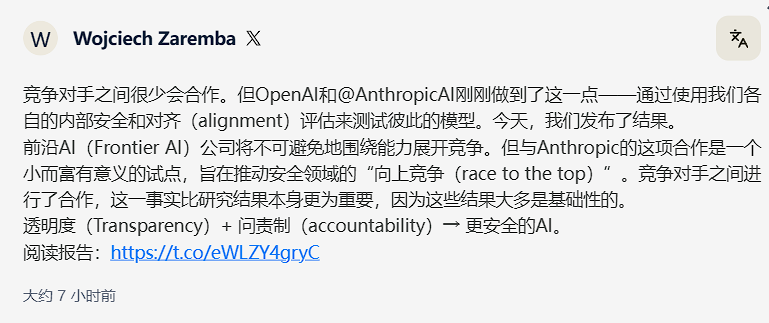 W Wojciech Zaremba X
竞争对手之间很少会合作。但OpenAI和@AnthropicAI刚刚做到了这一点——通过使用我们各
自的内部安全和对齐（alignment）评估来测试彼此的模型。今天，我们发布了结果。
前沿AI（Frontier AI）公司将不可避免地围绕能力展开竞争。但与Anthropic的这项合作是一个
小而富有意义的试点，旨在推动安全领域的“向上竞争（race to the top）”。竞争对手之间进
行了合作，这一事实比研究结果本身更为重要，因为这些结果大多是基础性的。
透明度（Transparency）+ 问责制（accountability）→ 更安全的AI。
阅读报告：https://t.co/eWLZY4gryC
大约 7 小时前